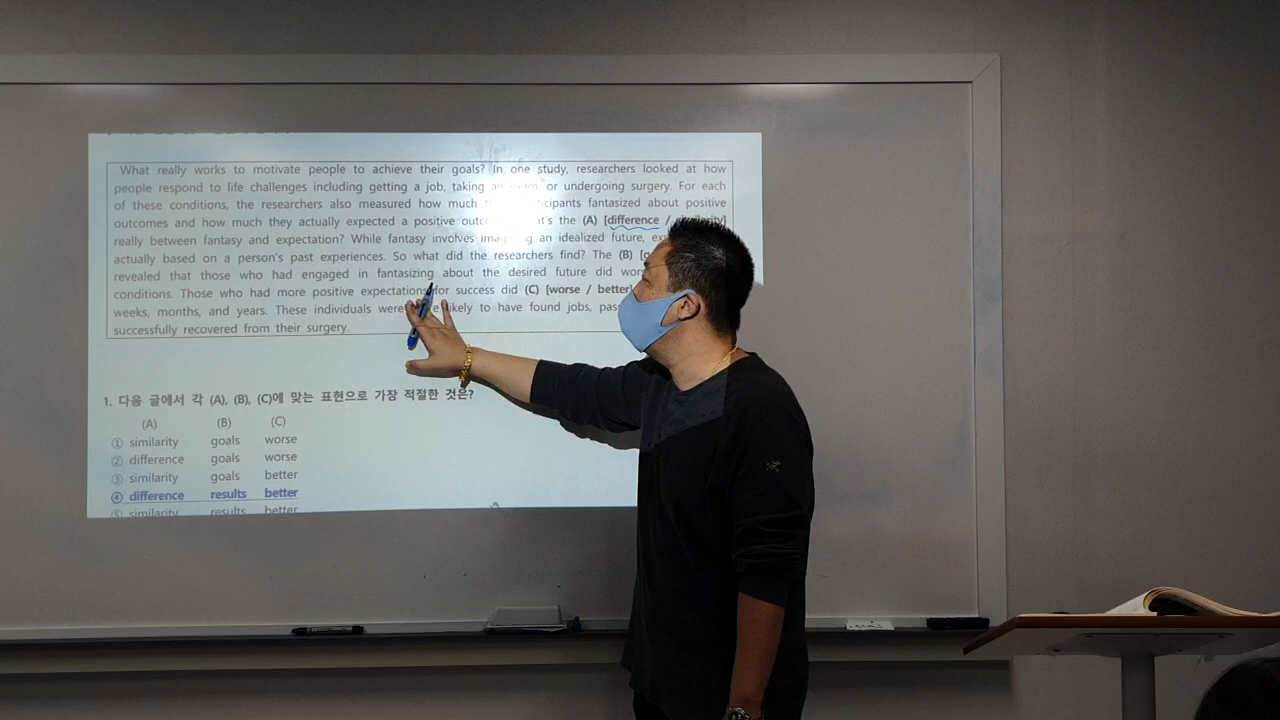 What really works to motivate people to achieve their goals? In one study, researchers looked at how
people respond to life challenges including getting a job, taking an or undergoing surgery. For each
of these conditions, the researchers also measured how much participants fantasized about positive
outcomes and how much they actually expected a positive What's the (A) [difference / similarity]
really between fantasy and expectation? While fantasy involves an idealized future,
actually based on a person's past experiences. So what did the researchers find? The (B)
revealed that those who had engaged in fantasizing about the desired future did
conditions. Those who had more positive expectations for success did (C) [worse / better]
weeks, months, and years. These individuals were likely to have found jobs,
successfully recovered from their surgery.
1. 다음 글에서 각 (A), (B), (C)에 맞는 표현으로 가장 적절한 것은?
(A) (B) (C)
① similarity goals worse
② difference goals worse
③ similarity goals better
④ difference results better
⑤ similarity results better